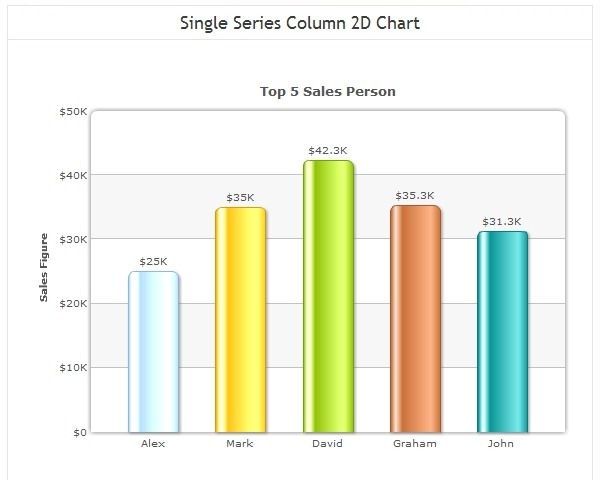 Single Series Column 2D Chart
Top 5 Sales Person
$50K
$40K
$30K
$20K
$10K
$0
Sales Figure
$25K
$35K
$42.3K
$35.3K
$31.3K
Alex Mark David Graham John